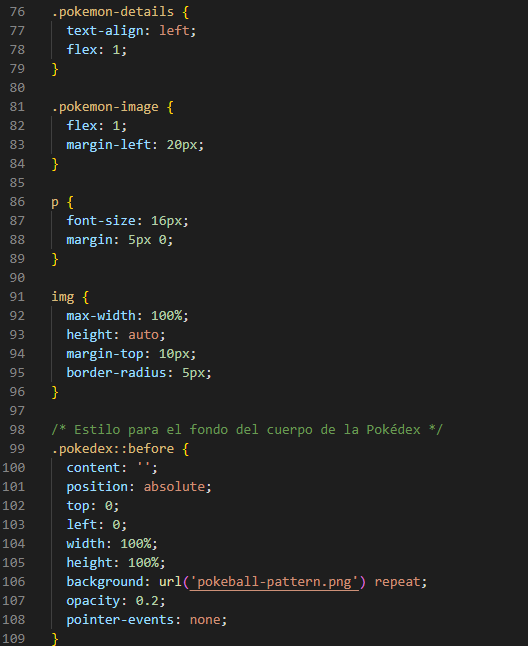 76 .pokemon-details {
77   text-align: left;
78   flex: 1;
79 }
80
81 .pokemon-image {
82   flex: 1;
83   margin-left: 20px;
84 }
85
86 p {
87   font-size: 16px;
88   margin: 5px 0;
89 }
90
91 img {
92   max-width: 100%;
93   height: auto;
94   margin-top: 10px;
95   border-radius: 5px;
96 }
97
98 /* Estilo para el fondo del cuerpo de la Pokédex */
99 .pokedex::before {
100   content: '';
101   position: absolute;
102   top: 0;
103   left: 0;
104   width: 100%;
105   height: 100%;
106   background: url('pokeball-pattern.png') repeat;
107   opacity: 0.2;
108   pointer-events: none;
109 }